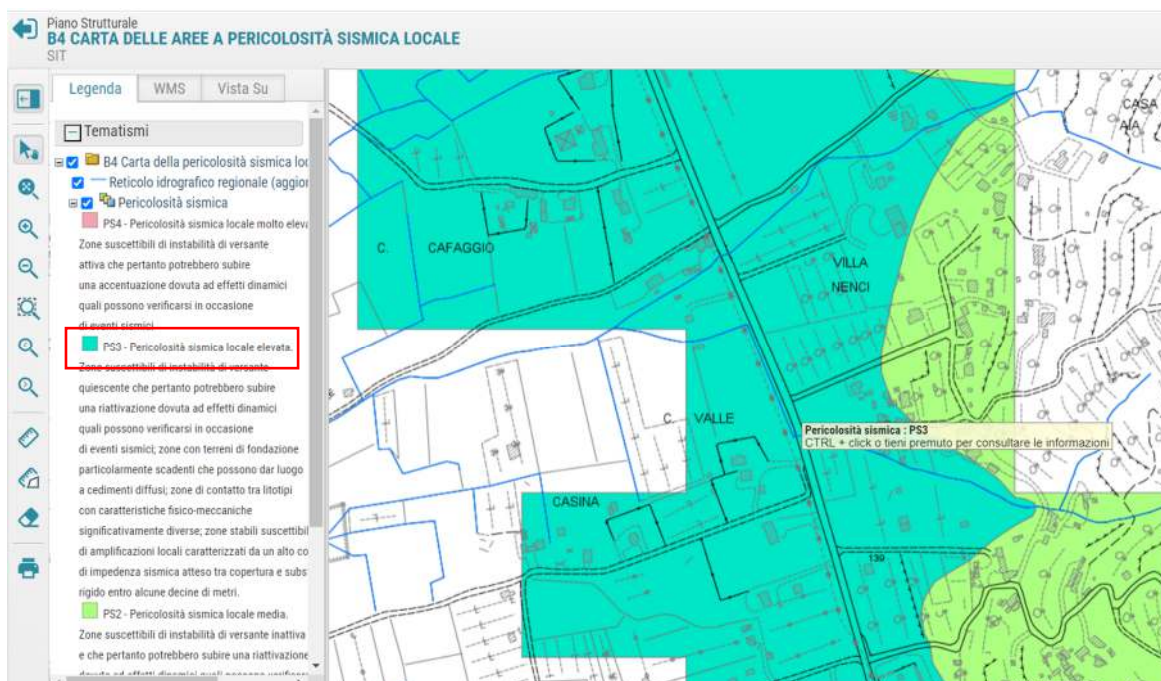 Piano Strutturale
B4 CARTA DELLE AREE A PERICOLOSITÀ SISMICA LOCALE
SIT
Legenda WMS Vista Su
Tematismi
B4 Carta della pericolosità sismica loc
Reticolo idrografico regionale (aggior
Pericolosità sismica
PS4 - Pericolosità sismica locale molto eleva
Zone suscettibili di instabilità di versante
attiva che pertanto potrebbero subire
una accentuazione dovuta ad effetti dinamici
quali possono verificarsi in occasione
di eventi sismici
PS3 - Pericolosità sismica locale elevata.
Zone suscettibili di instabilità di versante
quiescente che pertanto potrebbero subire
una riattivazione dovuta ad effetti dinamici
quali possono verificarsi in occasione
di eventi sismici; zone con terreni di fondazione
particolarmente scadenti che possono dar luogo
a cedimenti diffusi; zone di contatto tra litotipi
con caratteristiche fisico-meccaniche
significativamente diverse; zone stabili suscettibil
di amplificazioni locali caratterizzati da un alto co
di impedenza sismica atteso tra copertura e subs
rigido entro alcune decine di metri.
PS2 - Pericolosità sismica locale media.
Zone suscettibili di instabilità di versante inattiva
e che pertanto potrebbero subire una riattivazione
dovuta ad effetti dinamici quali possono verificars
CASA
AIA
C. CAFAGGIO
VILLA
NENCI
C. VALLE
Pericolosità sismica : PS3
CTRL + click o tieni premuto per consultare le informazioni
CASINA
139